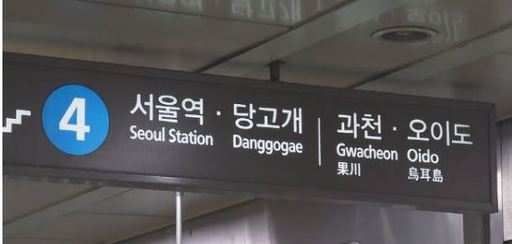 4 서울역 · 당고개 | 과천 · 오이도
Seoul Station Danggogae Gwacheon Oido
果川 烏耳島